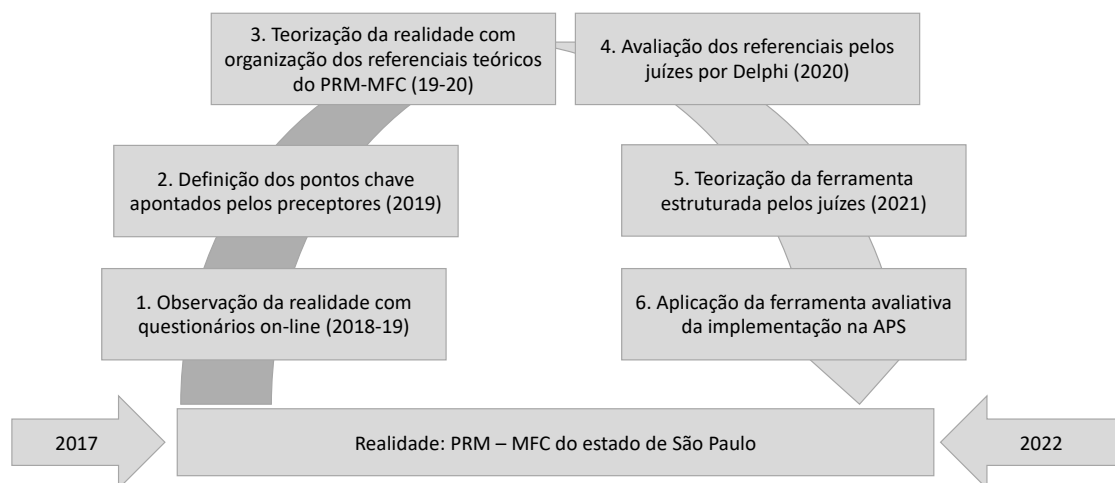 3. Teorização da realidade com
organização dos referenciais teóricos
do PRM-MFC (19-20)
4. Avaliação dos referenciais pelos
juízes por Delphi (2020)
2. Definição dos pontos chave
apontados pelos preceptores (2019)
5. Teorização da ferramenta
estruturada pelos juízes (2021)
1. Observação da realidade com
questionários on-line (2018-19)
6. Aplicação da ferramenta avaliativa
da implementação na APS
2017
Realidade: PRM – MFC do estado de São Paulo
2022